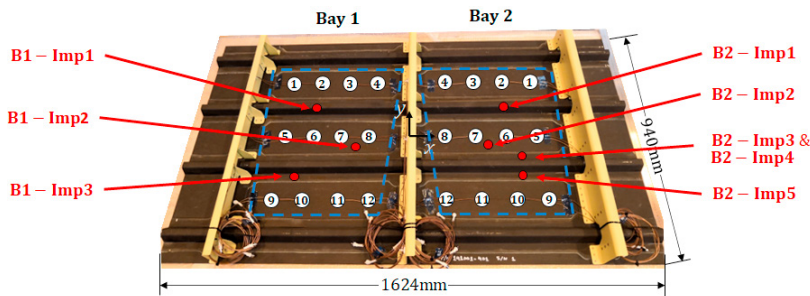 Bay 1
Bay 2
B1 – Imp1
B1 – Imp2
B1 – Imp3
B2 – Imp1
B2 – Imp2
B2 – Imp3 &
B2 – Imp4
B2 – Imp5
1 2 3 4
4 3 2 1
5 6 7 8
8 7 6 5
9 10 11 12
12 11 10 9
y
x
940mm
1624mm